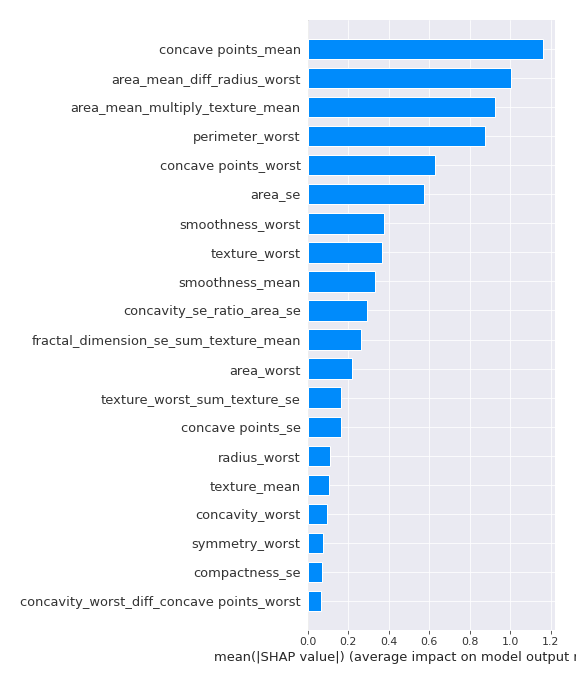 concave points_mean
area_mean_diff_radius_worst
area_mean_multiply_texture_mean
perimeter_worst
concave points_worst
area_se
smoothness_worst
texture_worst
smoothness_mean
concavity_se_ratio_area_se
fractal_dimension_se_sum_texture_mean
area_worst
texture_worst_sum_texture_se
concave points_se
radius_worst
texture_mean
concavity_worst
symmetry_worst
compactness_se
concavity_worst_diff_concave points_worst
0.0 0.2 0.4 0.6 0.8 1.0 1.2
mean(|SHAP value|) (average impact on model output